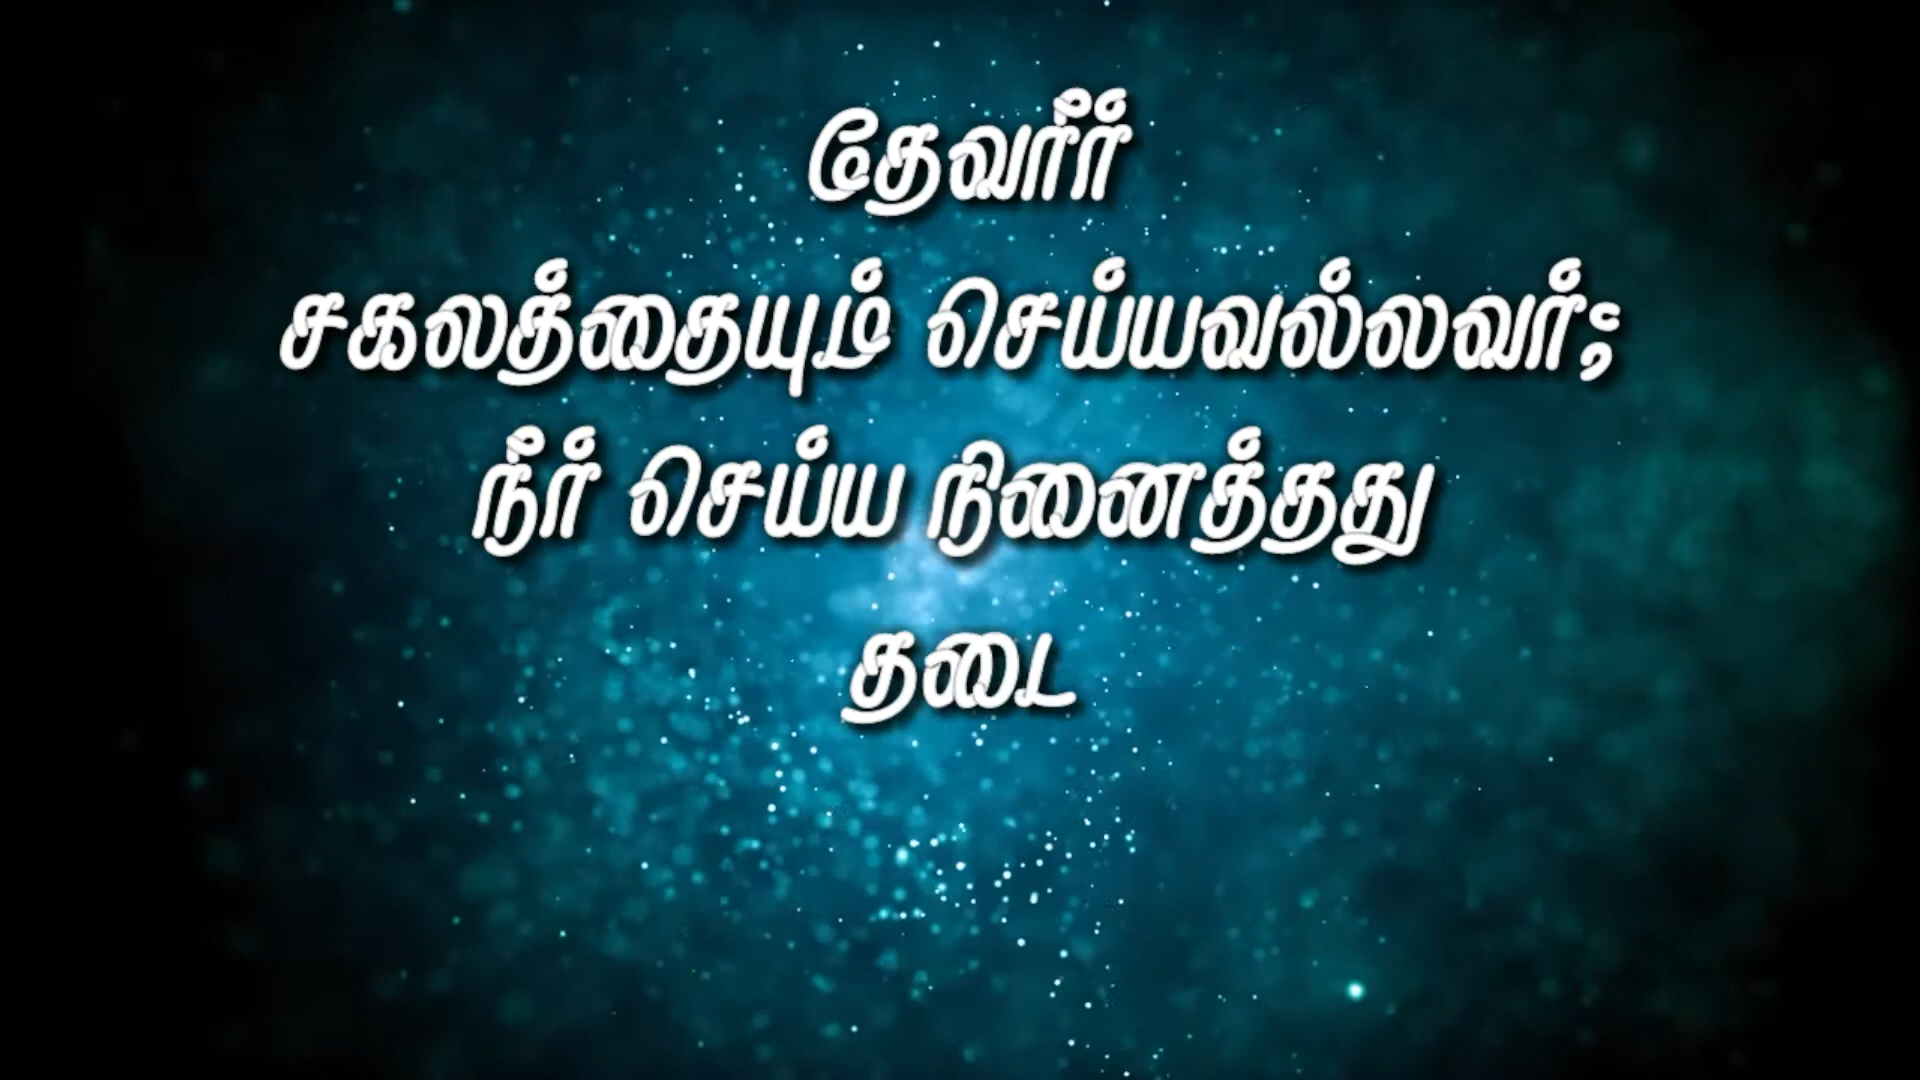 தேவரீர்
சகலத்தையும் செய்யவல்லவர்;
நீர் செய்ய நினைத்தது
தடை